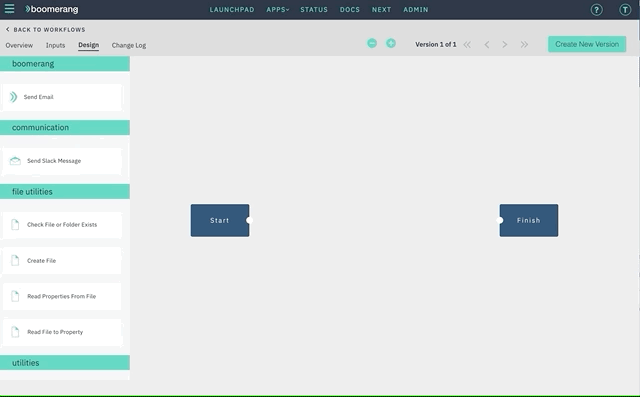 boomerang LAUNCHPAD APPS STATUS DOCS NEXT ADMIN ? T
BACK TO WORKFLOWS
Overview Inputs Design Change Log Version 1 of 1 Create New Version
boomerang
Send Email
communication
Send Slack Message
file utilities
Check File or Folder Exists
Start Finish
Create File
Read Properties From File
Read File to Property
utilities